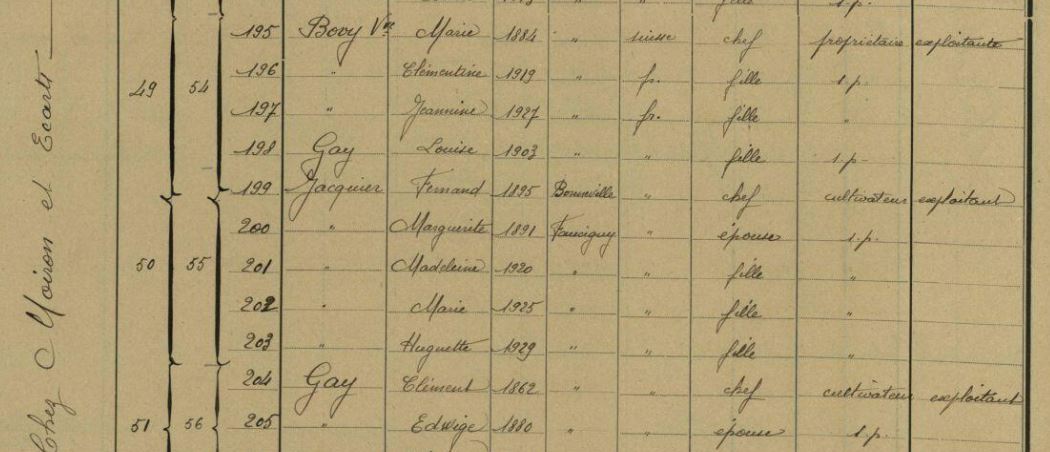 195 Bovy Vve Marie 1884 " suisse chef propriétaire exploitante
196 " Clémentine 1919 " fr. fille s.p.
49 54
197 " Jeannine 1927 " fr. fille "
198 Gay Louise 1903 " " fille s.p.
199 Jacquier Fernand 1895 Bonneville " chef cultivateur exploitant
200 " Marguerite 1891 Faucigny " épouse s.p.
50 55 201 " Madeleine 1920 " " fille "
202 " Marie 1925 " " fille "
203 " Huguette 1929 " " fille "
204 Gay Clément 1862 " " chef cultivateur exploitant
51 56 205 " Edwige 1880 " " épouse s.p.
Chez Moiron et Ecarts